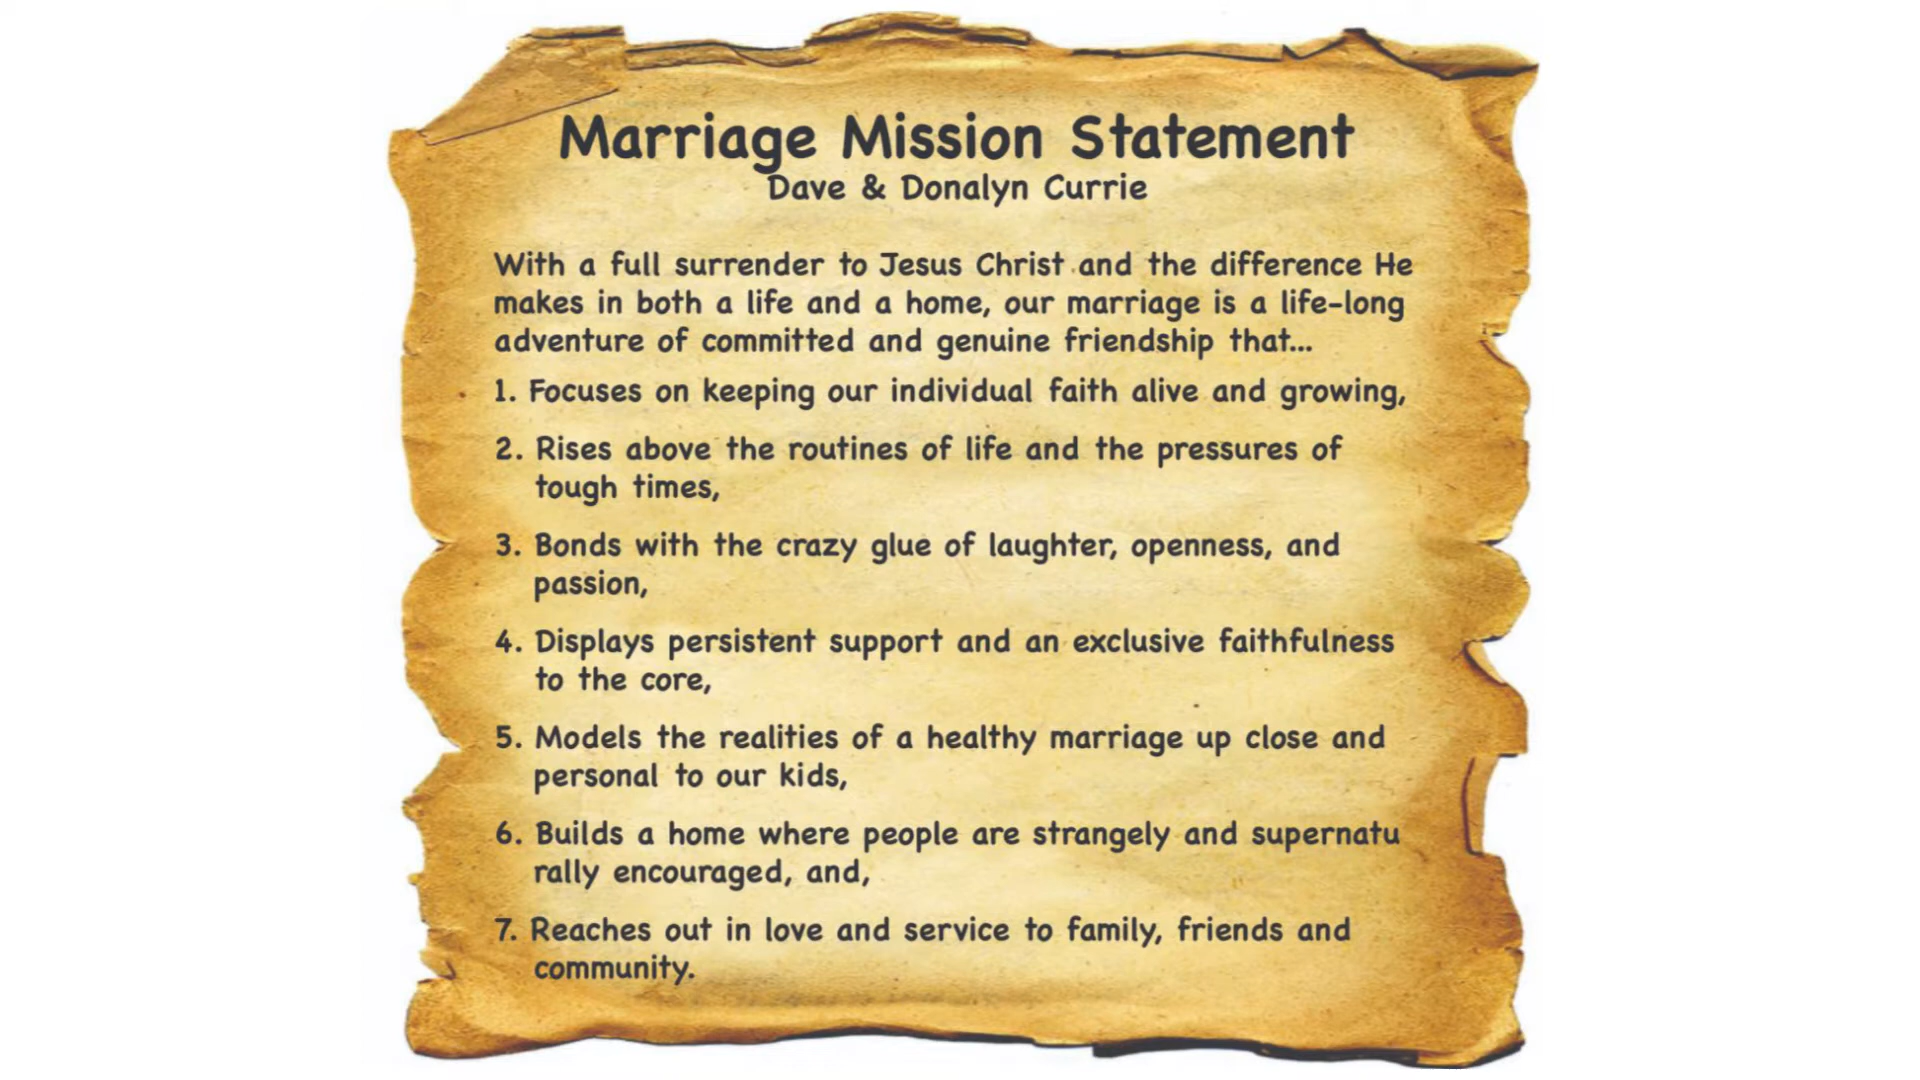 Marriage Mission Statement
Dave & Donalyn Currie
With a full surrender to Jesus Christ and the difference He
makes in both a life and a home, our marriage is a life-long
adventure of committed and genuine friendship that...
1. Focuses on keeping our individual faith alive and growing,
2. Rises above the routines of life and the pressures of
tough times,
3. Bonds with the crazy glue of laughter, openness, and
passion,
4. Displays persistent support and an exclusive faithfulness
to the core,
5. Models the realities of a healthy marriage up close and
personal to our kids,
6. Builds a home where people are strangely and supernatu
rally encouraged, and,
7. Reaches out in love and service to family, friends and
community.